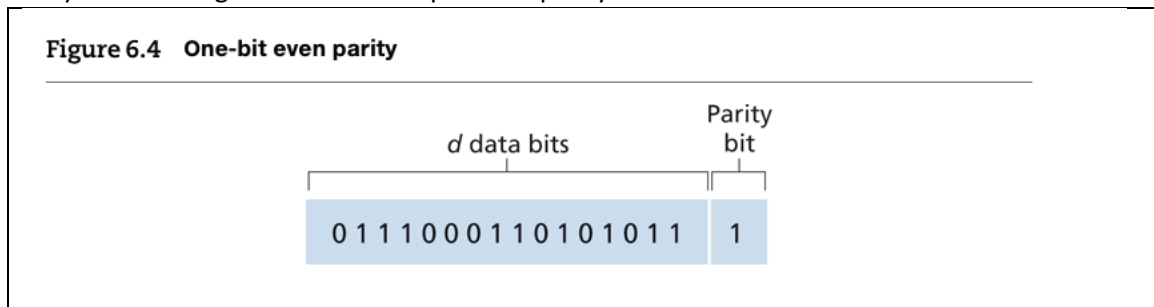 Figure 6.4 One-bit even parity
Parity
bit
d data bits
0 1 1 1 0 0 0 1 1 0 1 0 1 0 1 1 1